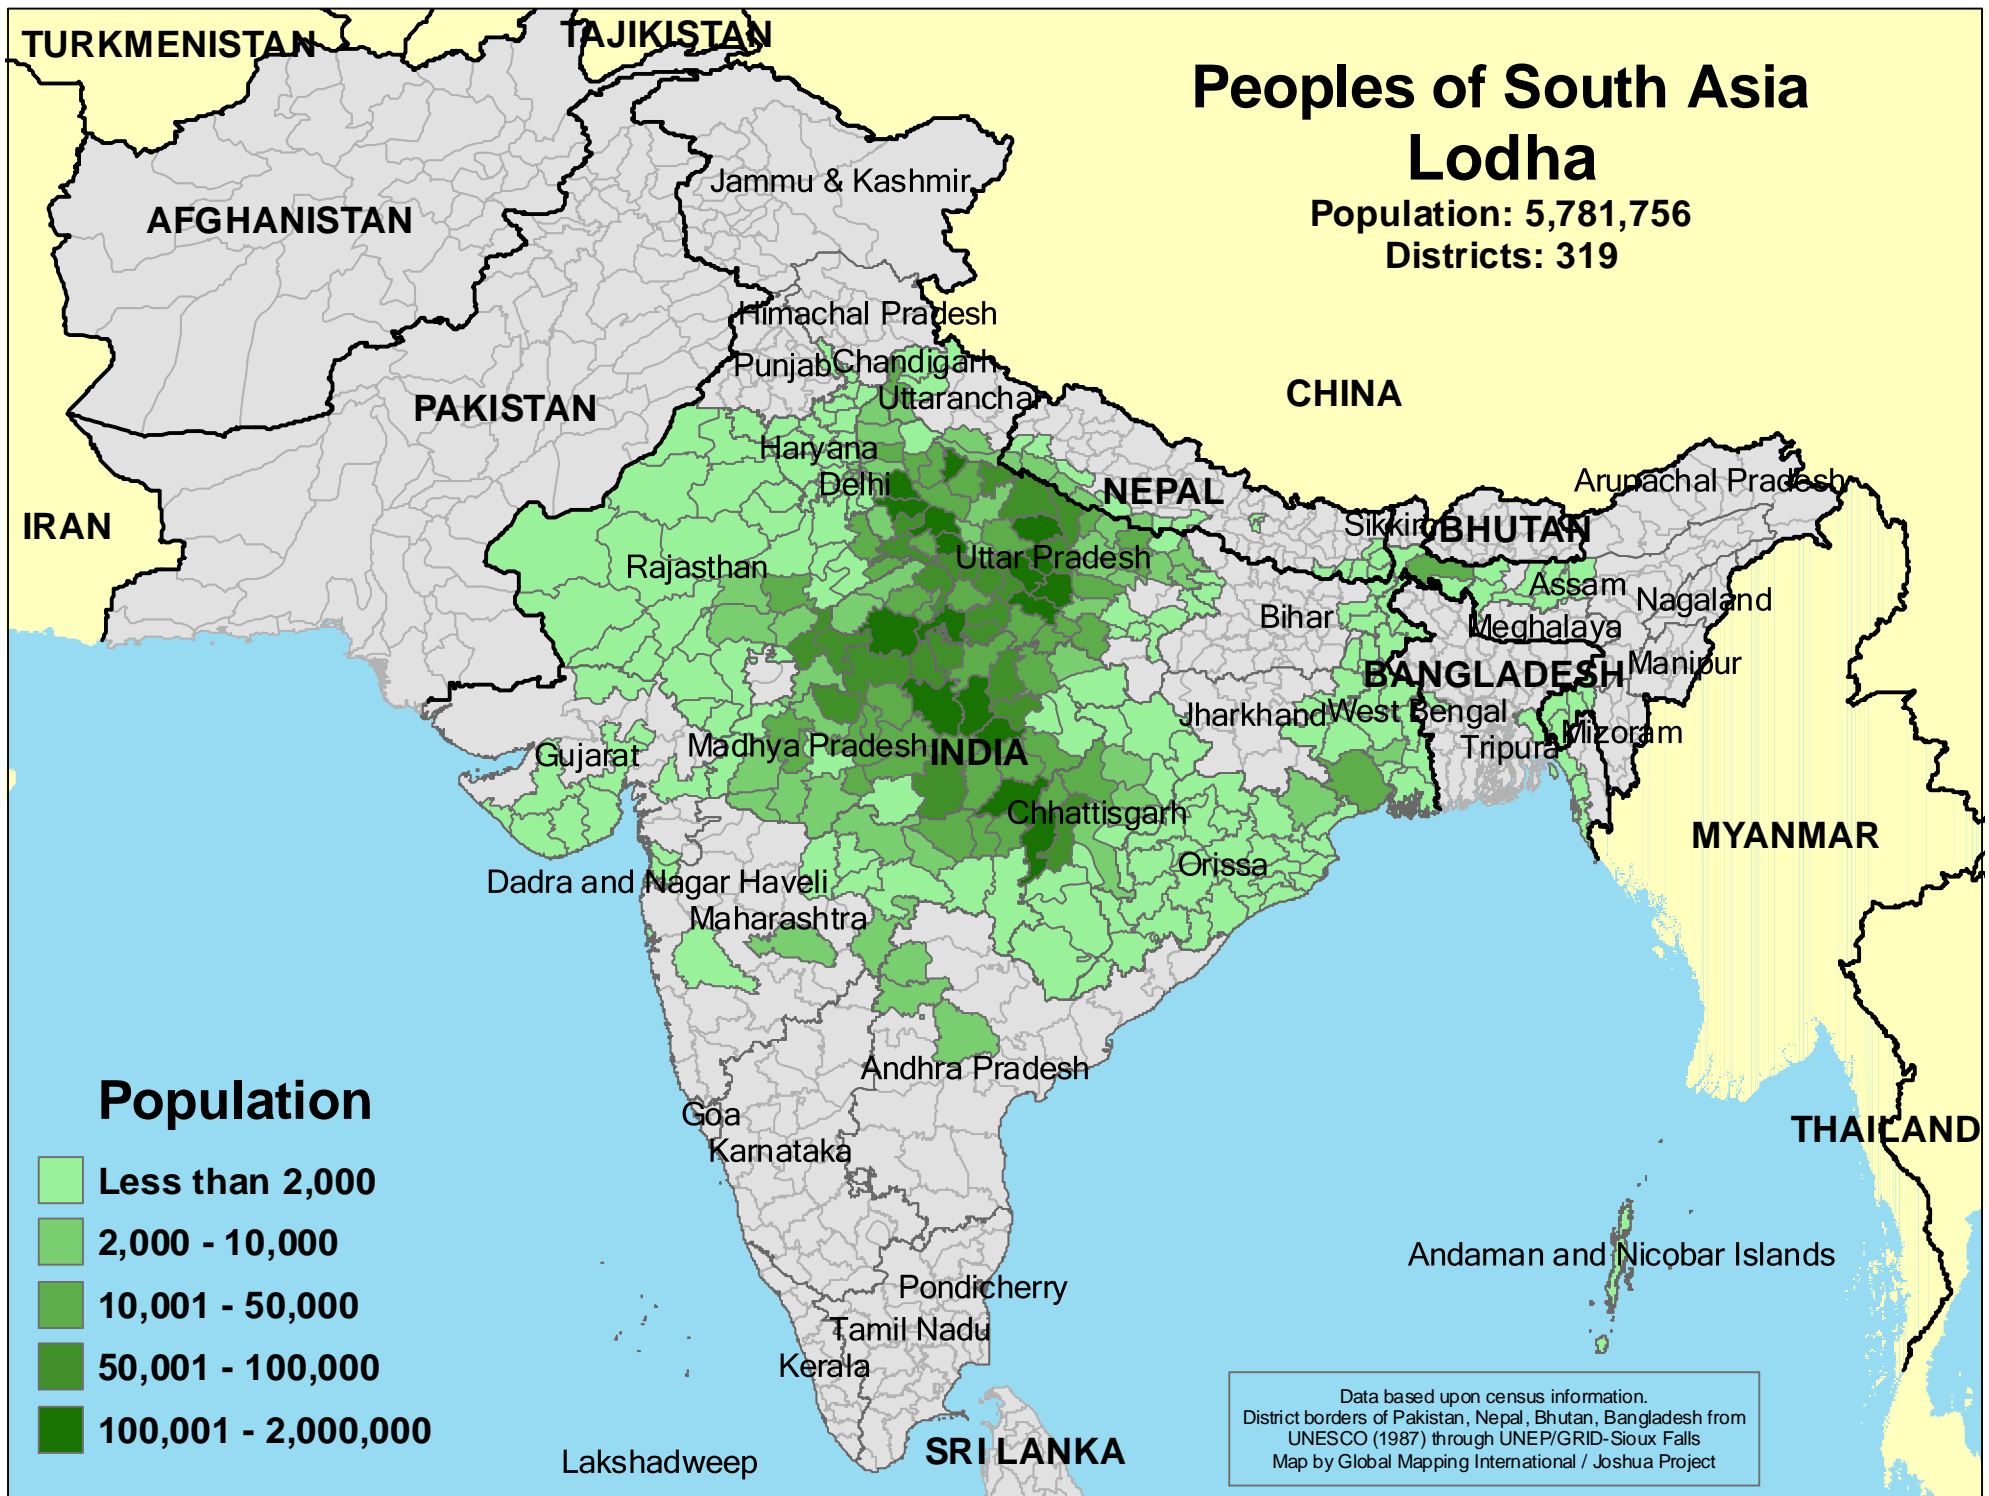 TURKMENISTAN
TAJIKISTAN
Peoples of South Asia
Lodha
Population: 5,781,756
Districts: 319
Jammu & Kashmir
AFGHANISTAN
Himachal Pradesh
Punjab
Chandigarh
Uttaranchal
CHINA
PAKISTAN
Haryana
Delhi
NEPAL
Arunachal Pradesh
IRAN
Sikkim
BHUTAN
Rajasthan
Uttar Pradesh
Assam
Nagaland
Bihar
Meghalaya
BANGLADESH
Manipur
Jharkhand
West Bengal
Gujarat
Madhya Pradesh
INDIA
Tripura
Mizoram
Chhattisgarh
MYANMAR
Orissa
Dadra and Nagar Haveli
Maharashtra
Andhra Pradesh
Goa
Karnataka
THAILAND
Population
Less than 2,000
2,000 - 10,000
10,001 - 50,000
50,001 - 100,000
100,001 - 2,000,000
Andaman and Nicobar Islands
Pondicherry
Tamil Nadu
Kerala
Lakshadweep
SRI LANKA
Data based upon census information.
District borders of Pakistan, Nepal, Bhutan, Bangladesh from
UNESCO (1987) through UNEP/GRID-Sioux Falls
Map by Global Mapping International / Joshua Project